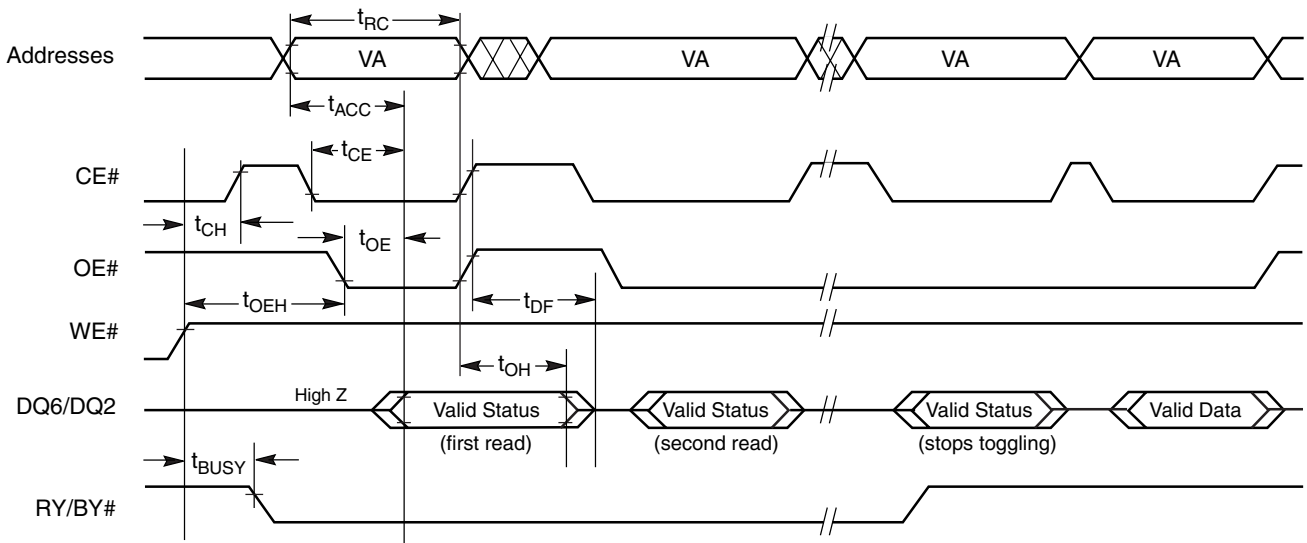 tRC
Addresses VA VA VA VA
tACC
tCE
CE#
tCH tOE
OE#
tOEH tDF
WE#
tOH
High Z
DQ6/DQ2 Valid Status Valid Status Valid Status Valid Data
(first read) (second read) (stops toggling)
tBUSY
RY/BY#